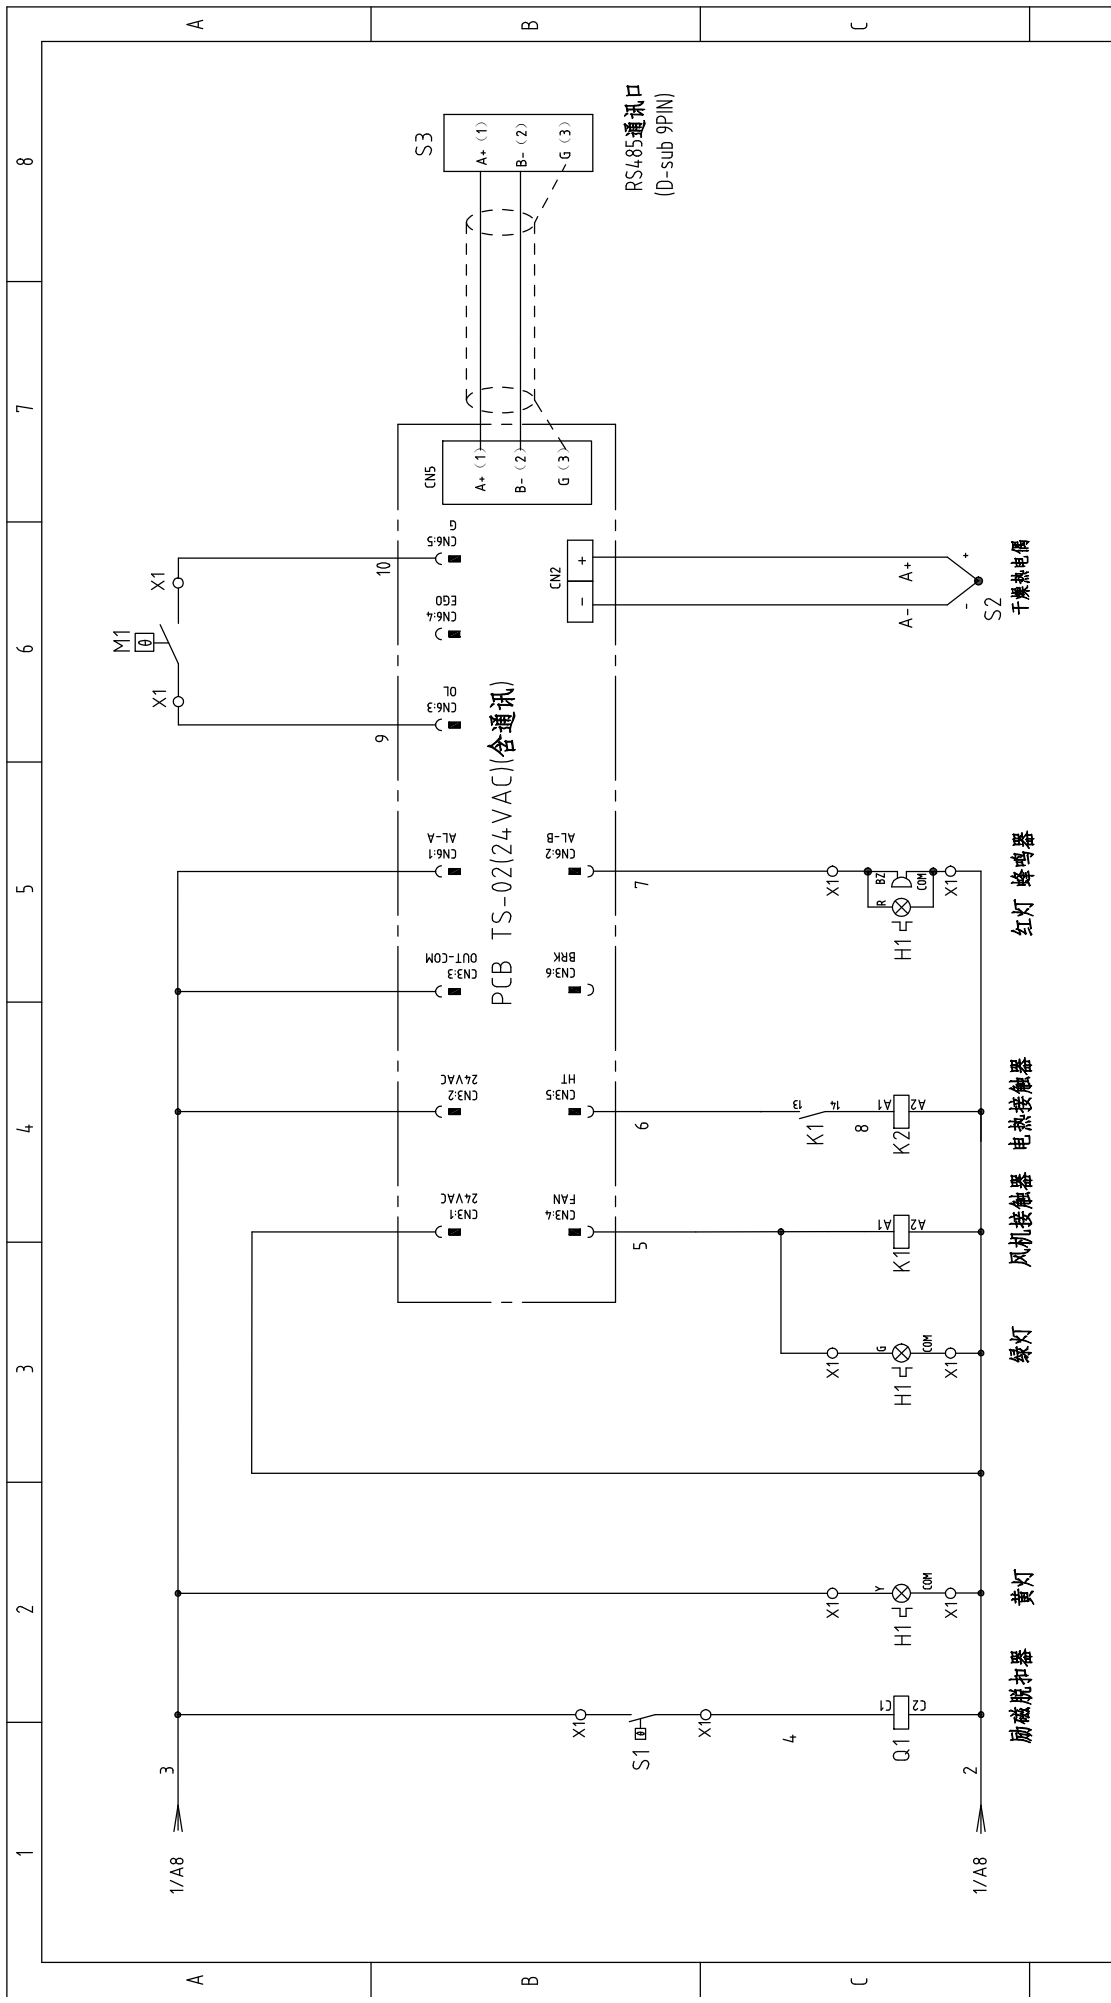 A
B
C
8
7
6
5
4
3
2
1
A
B
C
S3
A+ (1)
B- (2)
G (3)
RS485通讯口
(D-sub 9PIN)
CN5
A+ (1)
B- (2)
G (3)
M1
θ
X1
X1
10
9
CN6:5
G
CN6:4
EGO
CN6:3
OL
CN2
-
+
A-
A+
-
+
S2
干燥热电偶
PCB TS-02(24VAC)(含通讯)
CN6:1
AL-A
CN6:2
AL-B
7
X1
R
BZ
COM
H1
X1
红灯 蜂鸣器
CN3:3
OUT-COM
CN3:6
BRK
CN3:2
24VAC
CN3:5
HT
6
13
14
K1
8
A1
A2
K2
电热接触器
CN3:1
24VAC
CN3:4
FAN
5
A1
A2
K1
风机接触器
X1
G
COM
H1
X1
绿灯
X1
Y
COM
H1
X1
黄灯
X1
S1
θ
X1
4
C1
C2
Q1
励磁脱扣器
3
1/A8
2
1/A8